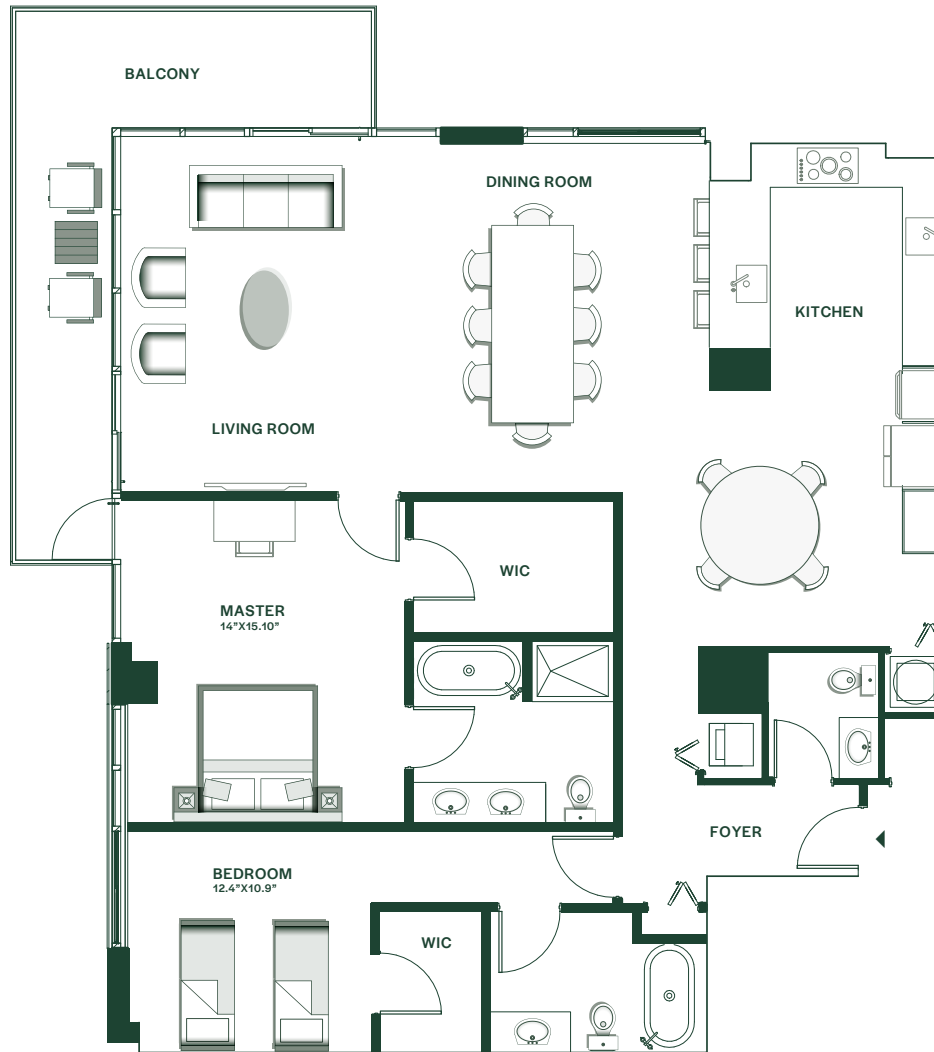 BALCONY
DINING ROOM
KITCHEN
LIVING ROOM
WIC
MASTER
14”X15.10”
FOYER
BEDROOM
12.4”X10.9”
WIC